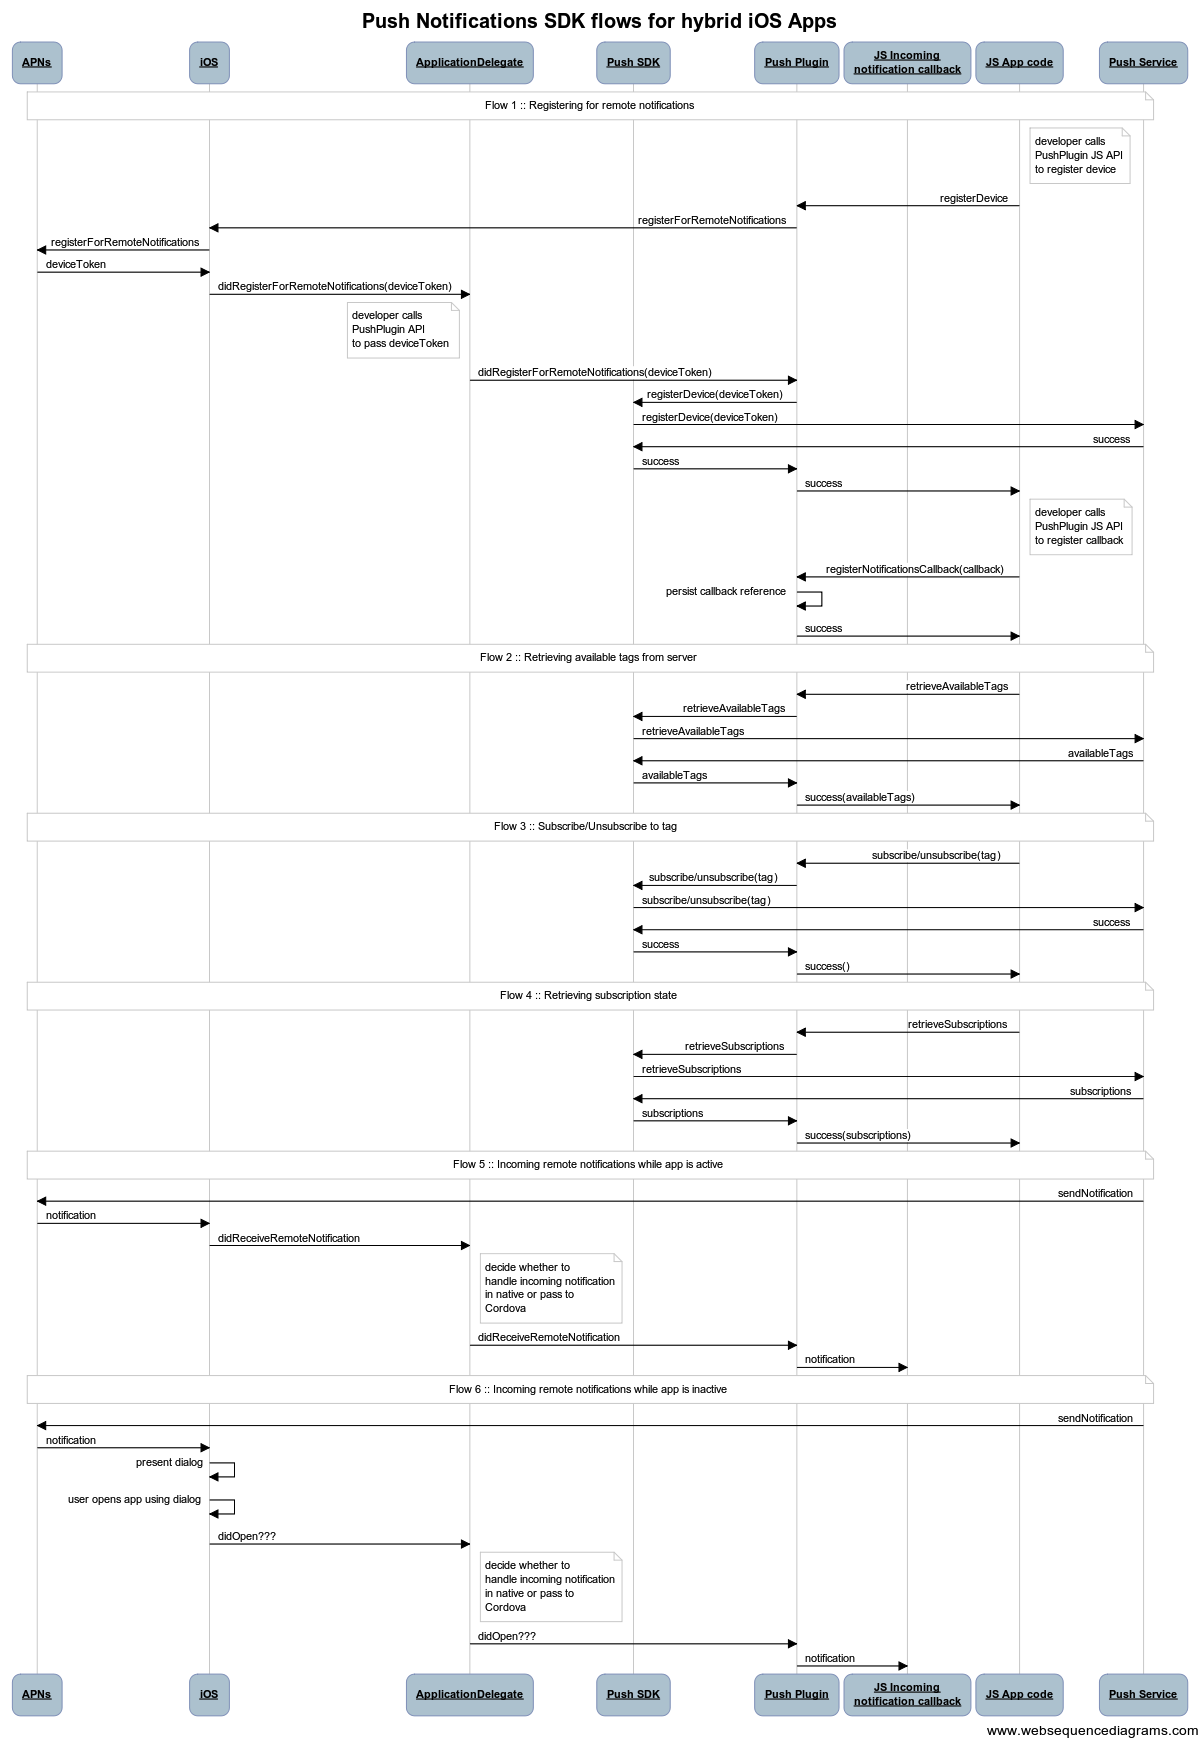 Push Notifications SDK flows for hybrid iOS Apps
APNs
iOS
ApplicationDelegate
Push SDK
Push Plugin
JS Incoming
notification callback
JS App code
Push Service
Flow 1 :: Registering for remote notifications
developer calls
PushPlugin JS API
to register device
registerDevice
registerForRemoteNotifications
registerForRemoteNotifications
deviceToken
didRegisterForRemoteNotifications(deviceToken)
developer calls
PushPlugin API
to pass deviceToken
didRegisterForRemoteNotifications(deviceToken)
registerDevice(deviceToken)
registerDevice(deviceToken)
success
success
success
developer calls
PushPlugin JS API
to register callback
registerNotificationsCallback(callback)
persist callback reference
success
Flow 2 :: Retrieving available tags from server
retrieveAvailableTags
retrieveAvailableTags
retrieveAvailableTags
availableTags
availableTags
success(availableTags)
Flow 3 :: Subscribe/Unsubscribe to tag
subscribe/unsubscribe(tag)
subscribe/unsubscribe(tag)
subscribe/unsubscribe(tag)
success
success
success()
Flow 4 :: Retrieving subscription state
retrieveSubscriptions
retrieveSubscriptions
retrieveSubscriptions
subscriptions
subscriptions
success(subscriptions)
Flow 5 :: Incoming remote notifications while app is active
sendNotification
notification
didReceiveRemoteNotification
decide whether to
handle incoming notification
in native or pass to
Cordova
didReceiveRemoteNotification
notification
Flow 6 :: Incoming remote notifications while app is inactive
sendNotification
notification
present dialog
user opens app using dialog
didOpen???
decide whether to
handle incoming notification
in native or pass to
Cordova
didOpen???
notification
APNs
iOS
ApplicationDelegate
Push SDK
Push Plugin
JS Incoming
notification callback
JS App code
Push Service
www.websequencediagrams.com